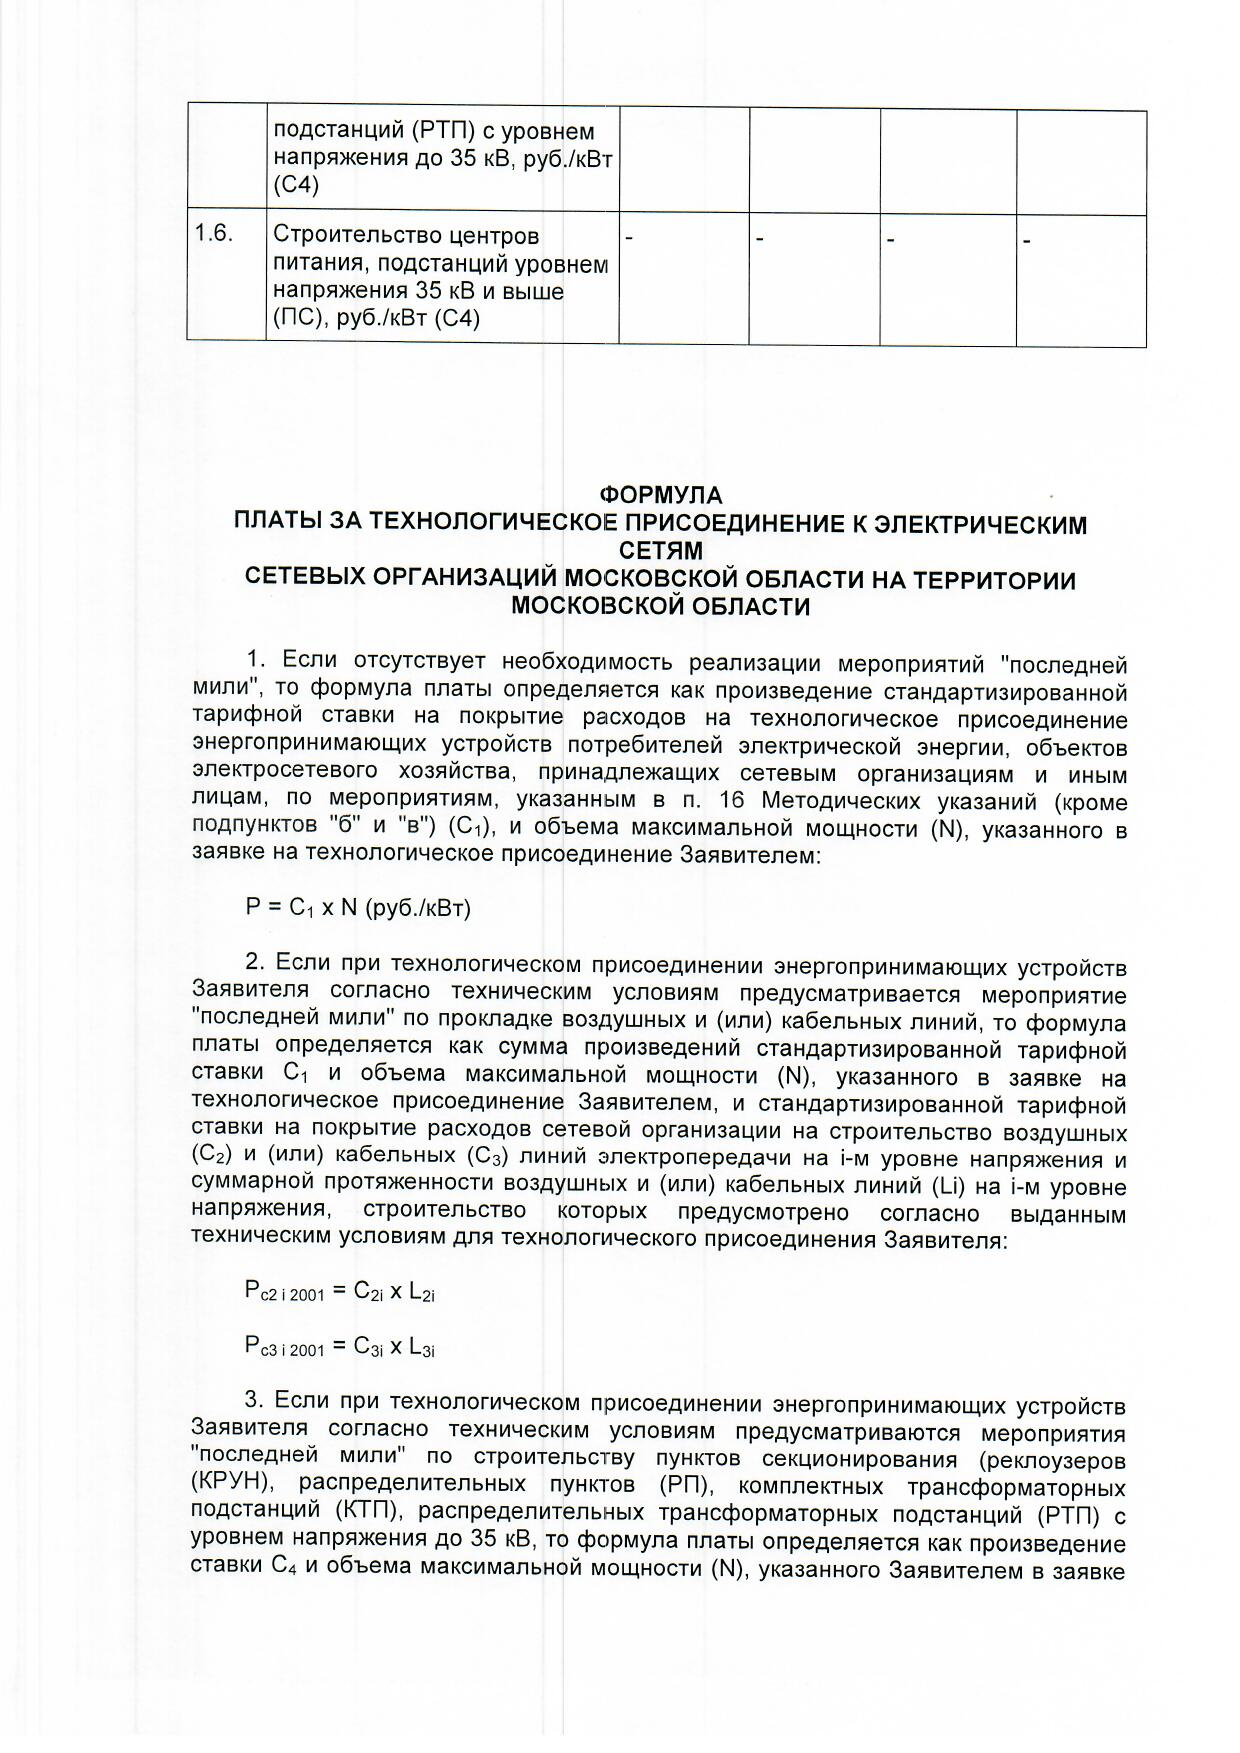 подстанций (РТП) с уровнем
напряжения до 35 кВ, руб./кВт
(С4)
1.6. Строительство центров - - - -
питания, подстанций уровнем
напряжения 35 кВ и выше
(ПС), руб./кВт (С4)
ФОРМУЛА
ПЛАТЫ ЗА ТЕХНОЛОГИЧЕСКОЕ ПРИСОЕДИНЕНИЕ К ЭЛЕКТРИЧЕСКИМ
СЕТЯМ
СЕТЕВЫХ ОРГАНИЗАЦИЙ МОСКОВСКОЙ ОБЛАСТИ НА ТЕРРИТОРИИ
МОСКОВСКОЙ ОБЛАСТИ
1. Если отсутствует необходимость реализации мероприятий "последней
мили", то формула платы определяется как произведение стандартизированной
тарифной ставки на покрытие расходов на технологическое присоединение
энергопринимающих устройств потребителей электрической энергии, объектов
электросетевого хозяйства, принадлежащих сетевым организациям и иным
лицам, по мероприятиям, указанным в п. 16 Методических указаний (кроме
подпунктов "б" и "в") (С₁), и объема максимальной мощности (N), указанного в
заявке на технологическое присоединение Заявителем:
P = C₁ x N (руб./кВт)
2. Если при технологическом присоединении энергопринимающих устройств
Заявителя согласно техническим условиям предусматривается мероприятие
"последней мили" по прокладке воздушных и (или) кабельных линий, то формула
платы определяется как сумма произведений стандартизированной тарифной
ставки С₁ и объема максимальной мощности (N), указанного в заявке на
технологическое присоединение Заявителем, и стандартизированной тарифной
ставки на покрытие расходов сетевой организации на строительство воздушных
(С₂) и (или) кабельных (С₃) линий электропередачи на i-м уровне напряжения и
суммарной протяженности воздушных и (или) кабельных линий (Li) на i-м уровне
напряжения, строительство которых предусмотрено согласно выданным
техническим условиям для технологического присоединения Заявителя:
Pc2 i 2001 = C2i x L2i
Pc3 i 2001 = C3i x L3i
3. Если при технологическом присоединении энергопринимающих устройств
Заявителя согласно техническим условиям предусматриваются мероприятия
"последней мили" по строительству пунктов секционирования (реклоузеров
(КРУН), распределительных пунктов (РП), комплектных трансформаторных
подстанций (КТП), распределительных трансформаторных подстанций (РТП) с
уровнем напряжения до 35 кВ, то формула платы определяется как произведение
ставки С₄ и объема максимальной мощности (N), указанного Заявителем в заявке